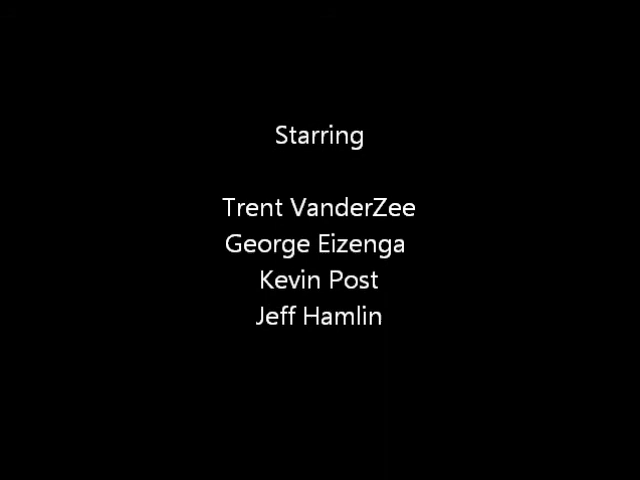 Starring
Trent VanderZee
George Eizenga
Kevin Post
Jeff Hamlin